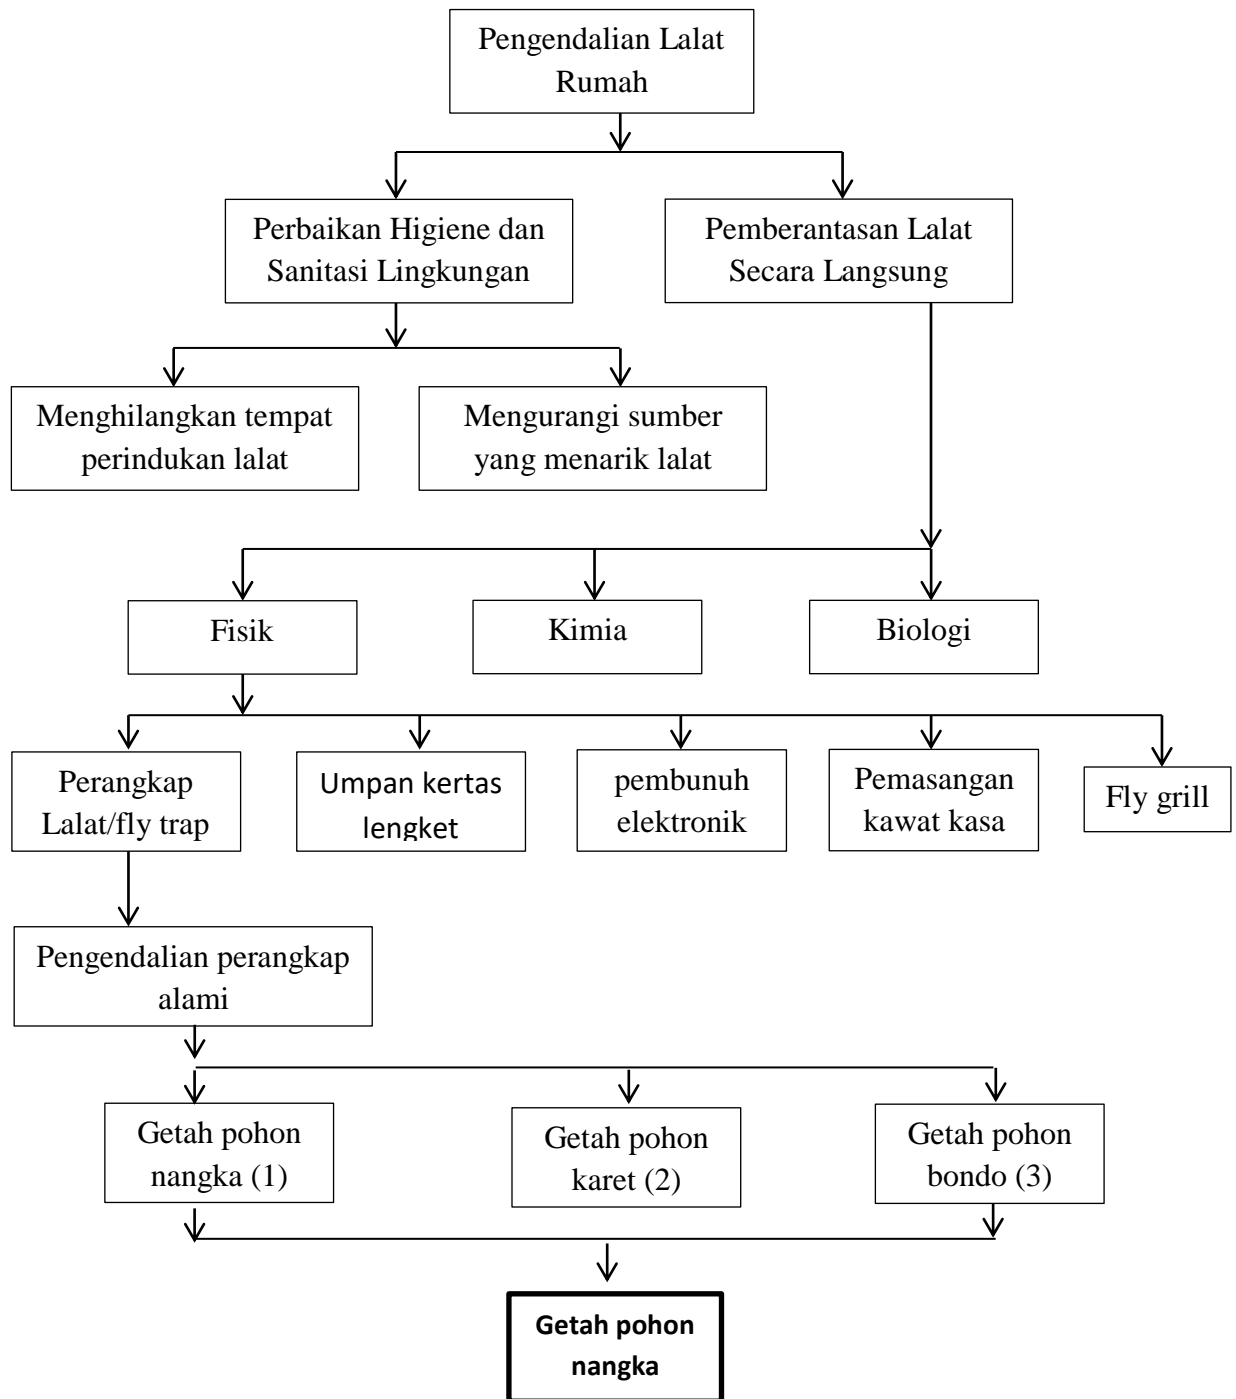 Pengendalian Lalat
Rumah
Perbaikan Higiene dan
Sanitasi Lingkungan
Pemberantasan Lalat
Secara Langsung
Menghilangkan tempat
perindukan lalat
Mengurangi sumber
yang menarik lalat
Fisik
Kimia
Biologi
Perangkap
Lalat/fly trap
Umpan kertas
lengket
pembunuh
elektronik
Pemasangan
kawat kasa
Fly grill
Pengendalian perangkap
alami
Getah pohon
nangka (1)
Getah pohon
karet (2)
Getah pohon
bondo (3)
Getah pohon
nangka